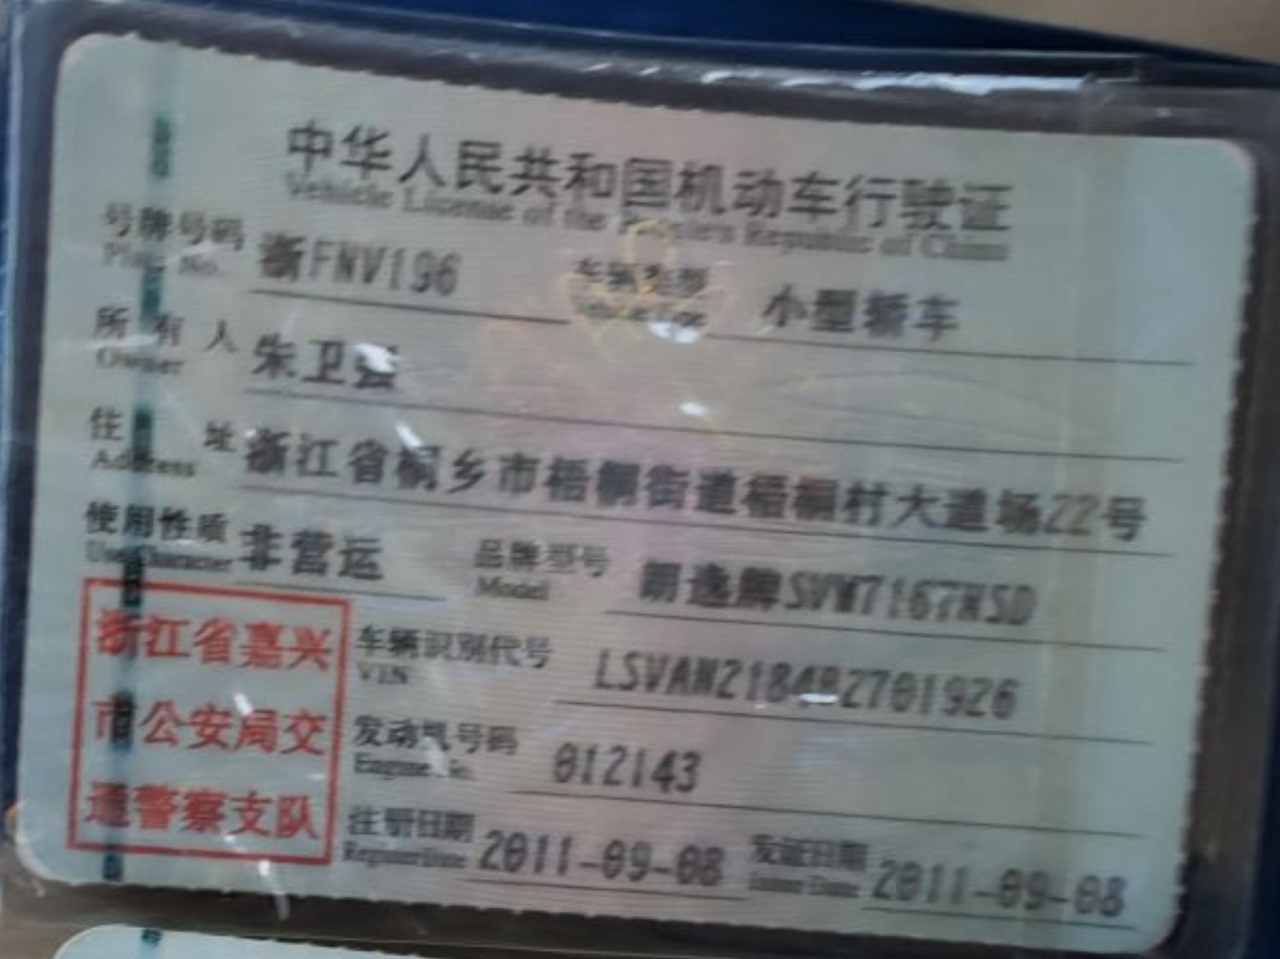 中华人民共和国机动车行驶证
Vehicle License of the People's Republic of China
号牌号码 浙FNV196 车辆类型 小型轿车
Plate No. Vehicle Type
所有人 朱卫
Owner
住址 浙江省桐乡市梧桐街道梧桐村大道场22号
Address
使用性质 非营运 品牌型号 朗逸牌SVW7167MSD
Use Character Model
浙江省嘉兴 车辆识别代号
VIN
市公安局交 发动机号码 012143
Engine No.
通警察支队 注册日期 2011-09-08 发证日期 2011-09-08
Register Date Issue Date